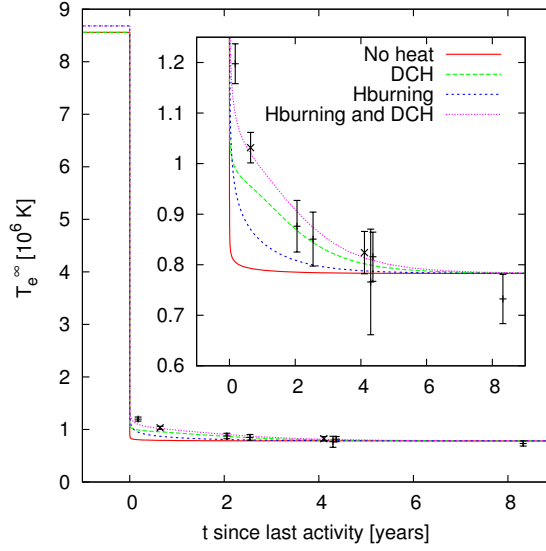 9
8
7
6
5
4
3
2
1
0
T_e^∞ [10^6 K]
0 2 4 6 8
t since last activity [years]
1.2
1.1
1
0.9
0.8
0.7
0.6
0 2 4 6 8
No heat
DCH
Hburning
Hburning and DCH